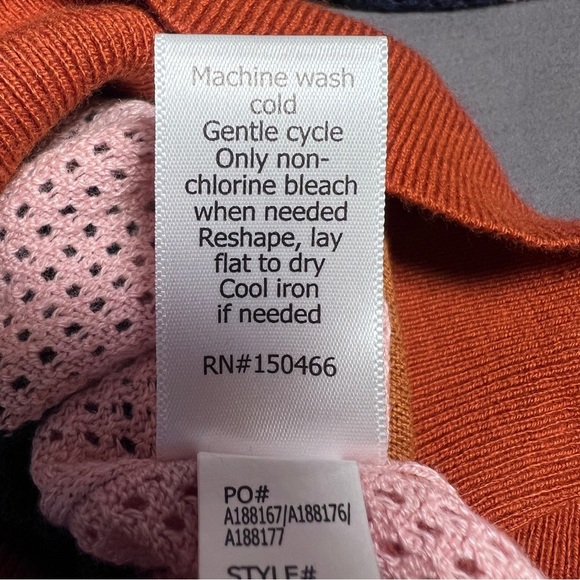 Machine wash
cold
Gentle cycle
Only non-
chlorine bleach
when needed
Reshape, lay
flat to dry
Cool iron
if needed
RN#150466
PO#
A188167/A188176/
A188177
STYLE#